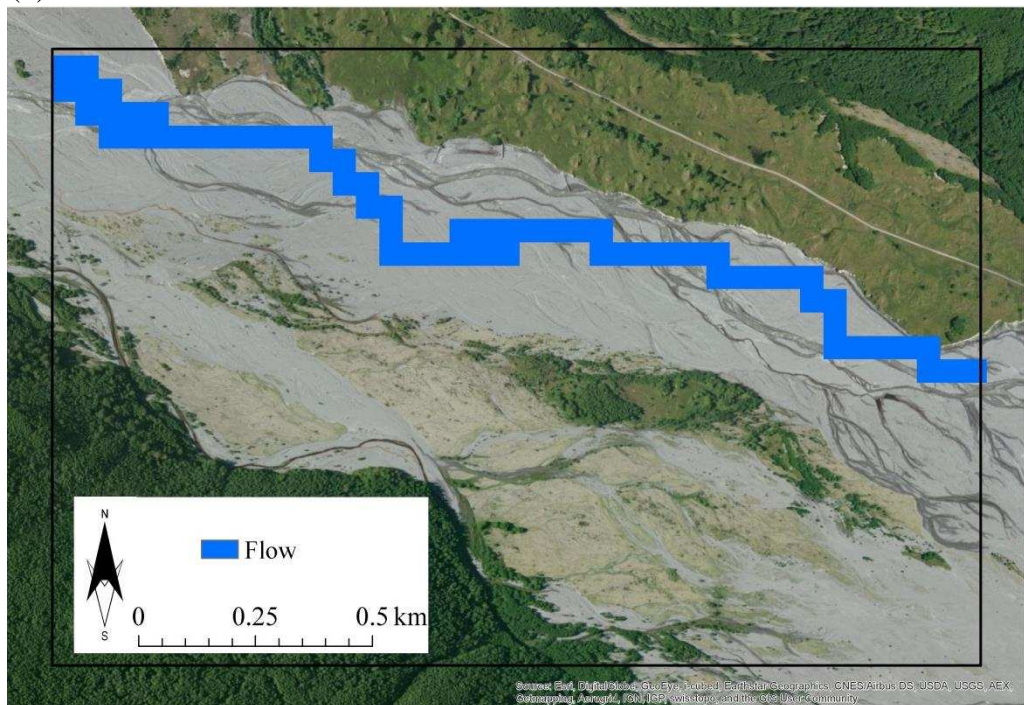 N
Flow
S
0 0.25 0.5 km
Source: Esri, DigitalGlobe, GeoEye, i-cubed, Earthstar Geographics, CNES/Airbus DS, USDA, USGS, AEX,
Getmapping, Aerogrid, IGN, IGP, swisstopo, and the GIS User Community